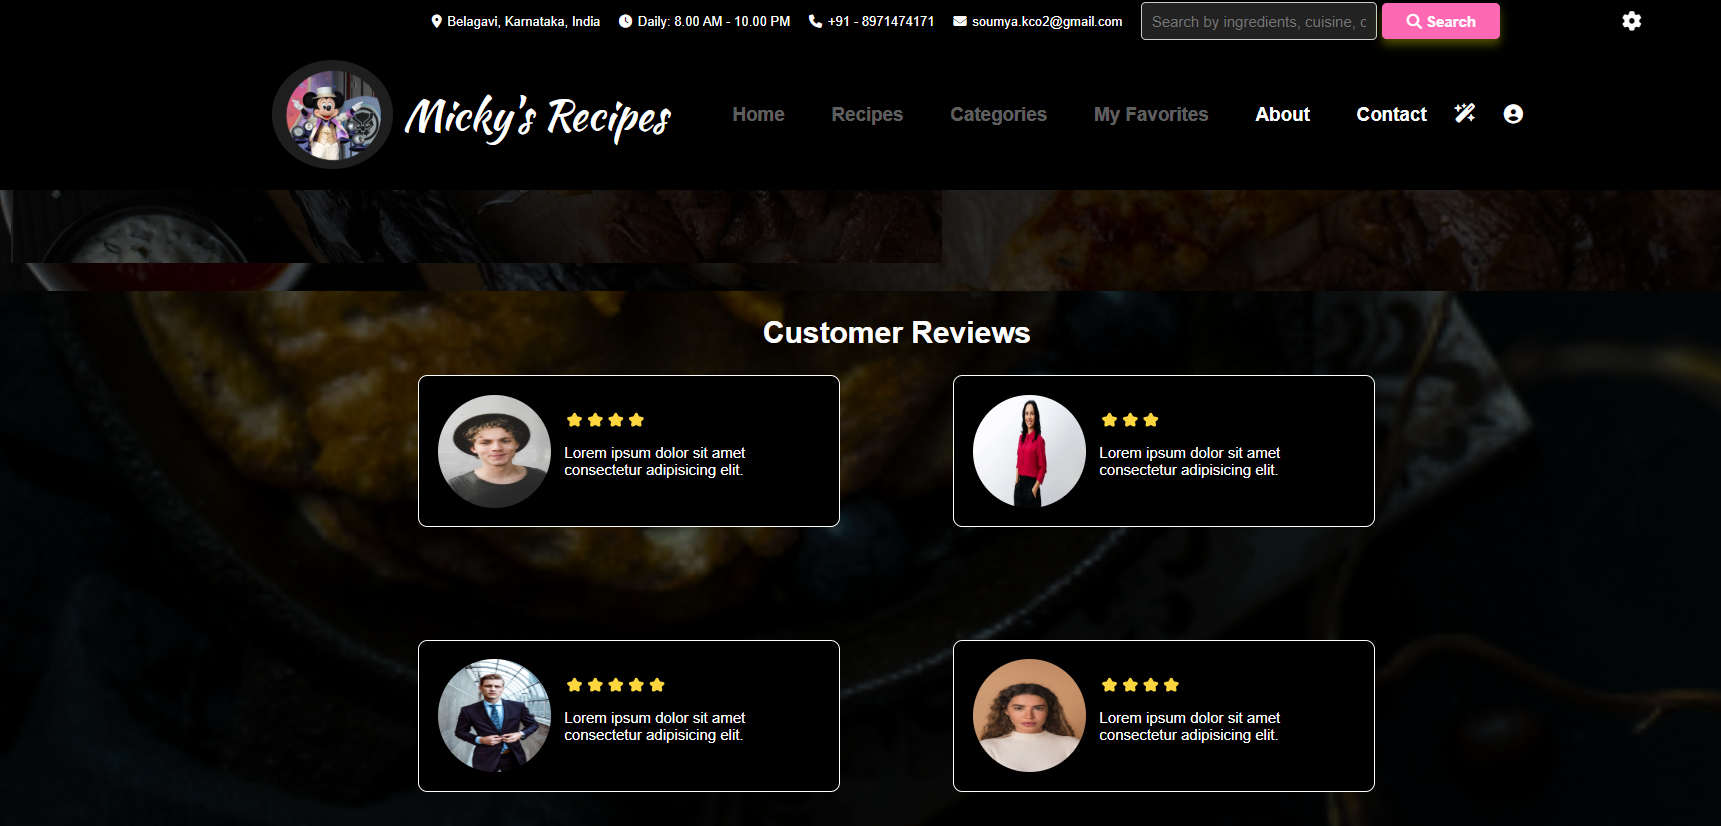 Belagavi, Karnataka, India Daily: 8.00 AM - 10.00 PM +91 - 8971474171 soumya.kco2@gmail.com Search by ingredients, cuisine, c Search
Micky's Recipes Home Recipes Categories My Favorites About Contact
Customer Reviews
Lorem ipsum dolor sit amet
consectetur adipisicing elit.
Lorem ipsum dolor sit amet
consectetur adipisicing elit.
Lorem ipsum dolor sit amet
consectetur adipisicing elit.
Lorem ipsum dolor sit amet
consectetur adipisicing elit.